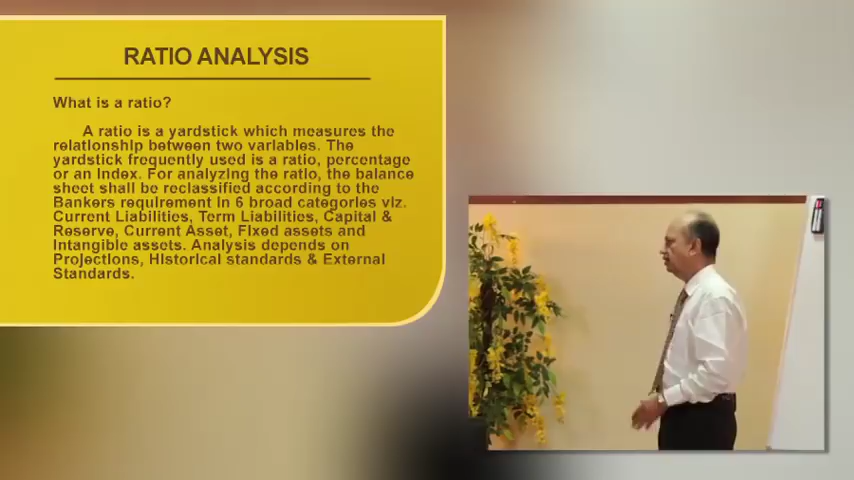 RATIO ANALYSIS
What is a ratio?
A ratio is a yardstick which measures the
relationship between two variables. The
yardstick frequently used is a ratio, percentage
or an index. For analyzing the ratio, the balance
sheet shall be reclassified according to the
Bankers requirement in 6 broad categories viz.
Current Liabilities, Term Liabilities, Capital &
Reserve, Current Asset, Fixed assets and
Intangible assets. Analysis depends on
Projections, Historical standards & External
Standards.